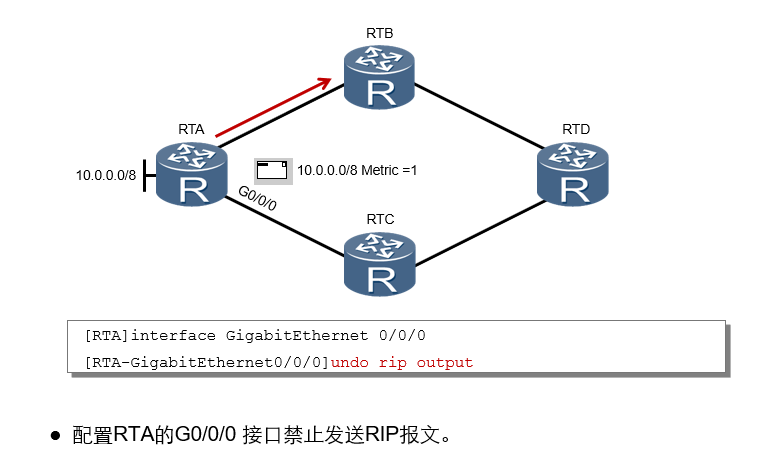 RTB
R
RTA
RTD
10.0.0.0/8
R
10.0.0.0/8 Metric =1
R
G0/0/0
RTC
R
[RTA]interface GigabitEthernet 0/0/0
[RTA-GigabitEthernet0/0/0]undo rip output
● 配置RTA的G0/0/0 接口禁止发送RIP报文。